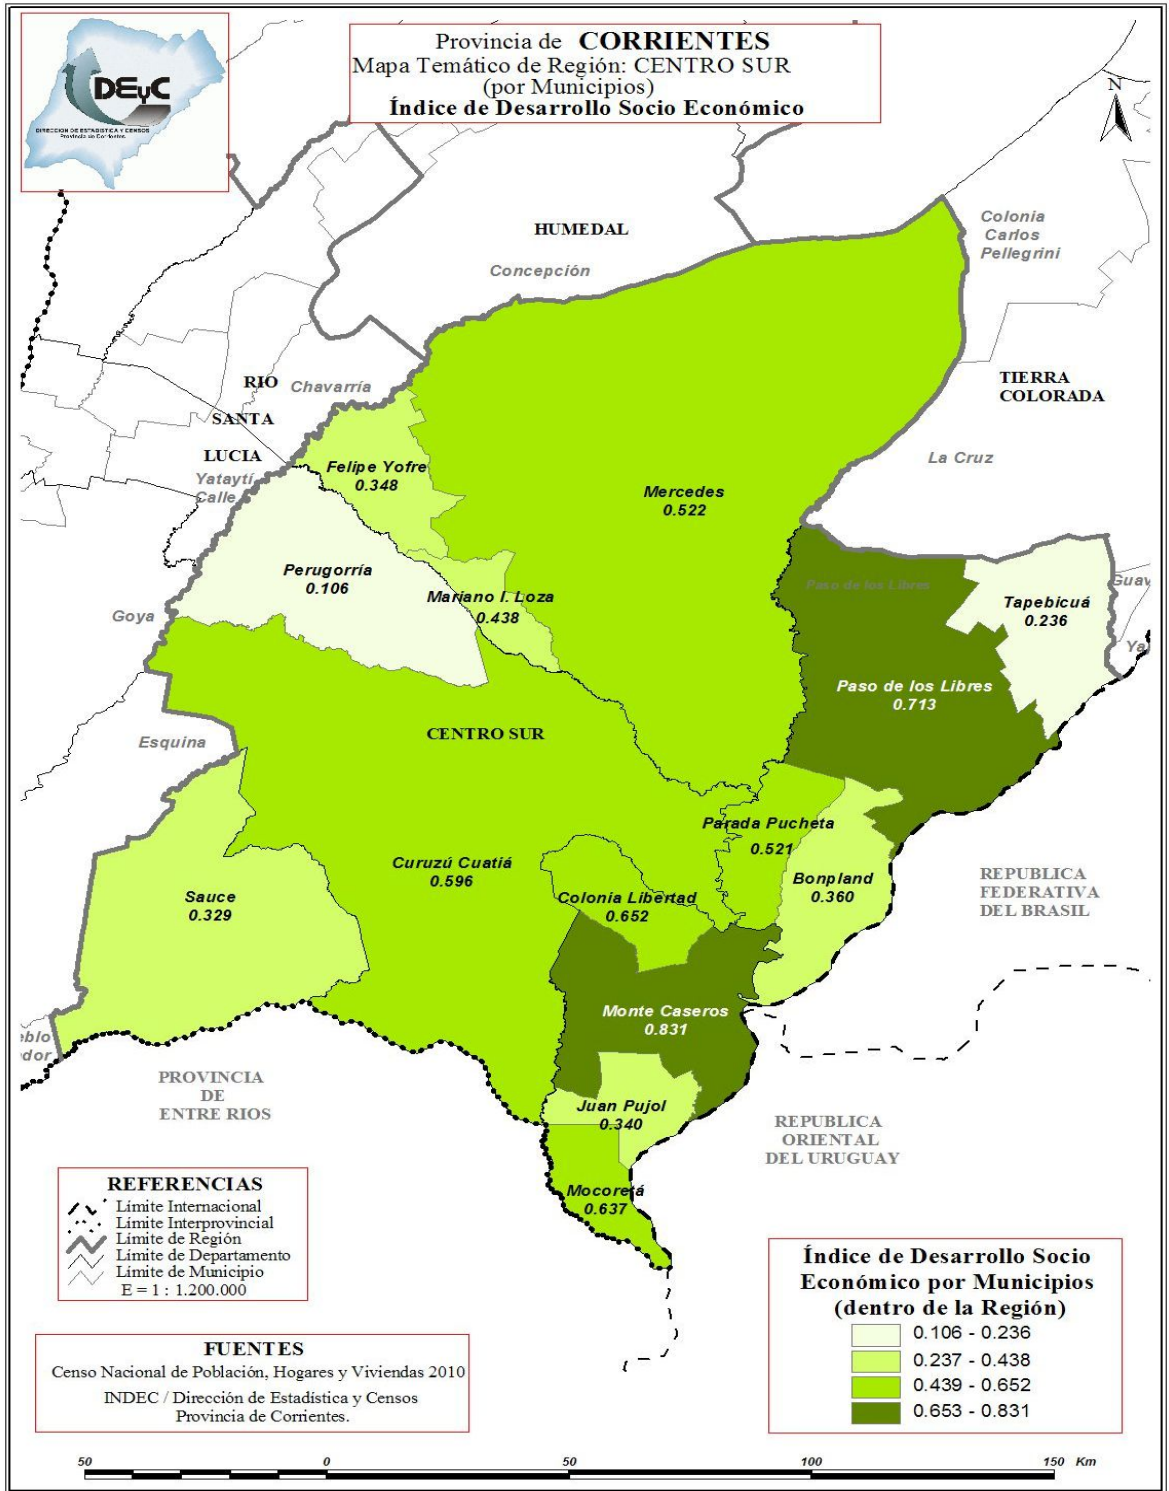 DEyC
DIRECCION DE ESTADISTICA Y CENSOS
Provincia de Corrientes
Provincia de CORRIENTES
Mapa Temático de Región: CENTRO SUR
(por Municipios)
Índice de Desarrollo Socio Económico
N
HUMEDAL
Concepción
Colonia
Carlos
Pellegrini
TIERRA
COLORADA
RIO
SANTA
LUCIA
Chavarría
Yataytí
Calle
La Cruz
Felipe Yofre
0.348
Mercedes
0.522
Perugorría
0.106
Mariano I. Loza
0.438
Goya
Paso de los Libres
Guav
Tapebicuá
0.236
Ya
Paso de los Libres
0.713
CENTRO SUR
Esquina
Parada Pucheta
0.521
Curuzú Cuatiá
0.596
Bonpland
0.360
Sauce
0.329
Colonia Libertad
0.652
REPUBLICA
FEDERATIVA
DEL BRASIL
Monte Caseros
0.831
eblo
dor
PROVINCIA
DE
ENTRE RIOS
Juan Pujol
0.340
REPUBLICA
ORIENTAL
DEL URUGUAY
Mocoretá
0.637
REFERENCIAS
Límite Internacional
Límite Interprovincial
Límite de Región
Límite de Departamento
Límite de Municipio
E = 1 : 1.200.000
Índice de Desarrollo Socio
Económico por Municipios
(dentro de la Región)
0.106 - 0.236
0.237 - 0.438
0.439 - 0.652
0.653 - 0.831
FUENTES
Censo Nacional de Población, Hogares y Viviendas 2010
INDEC / Dirección de Estadística y Censos
Provincia de Corrientes.
50 0 50 100 150 Km